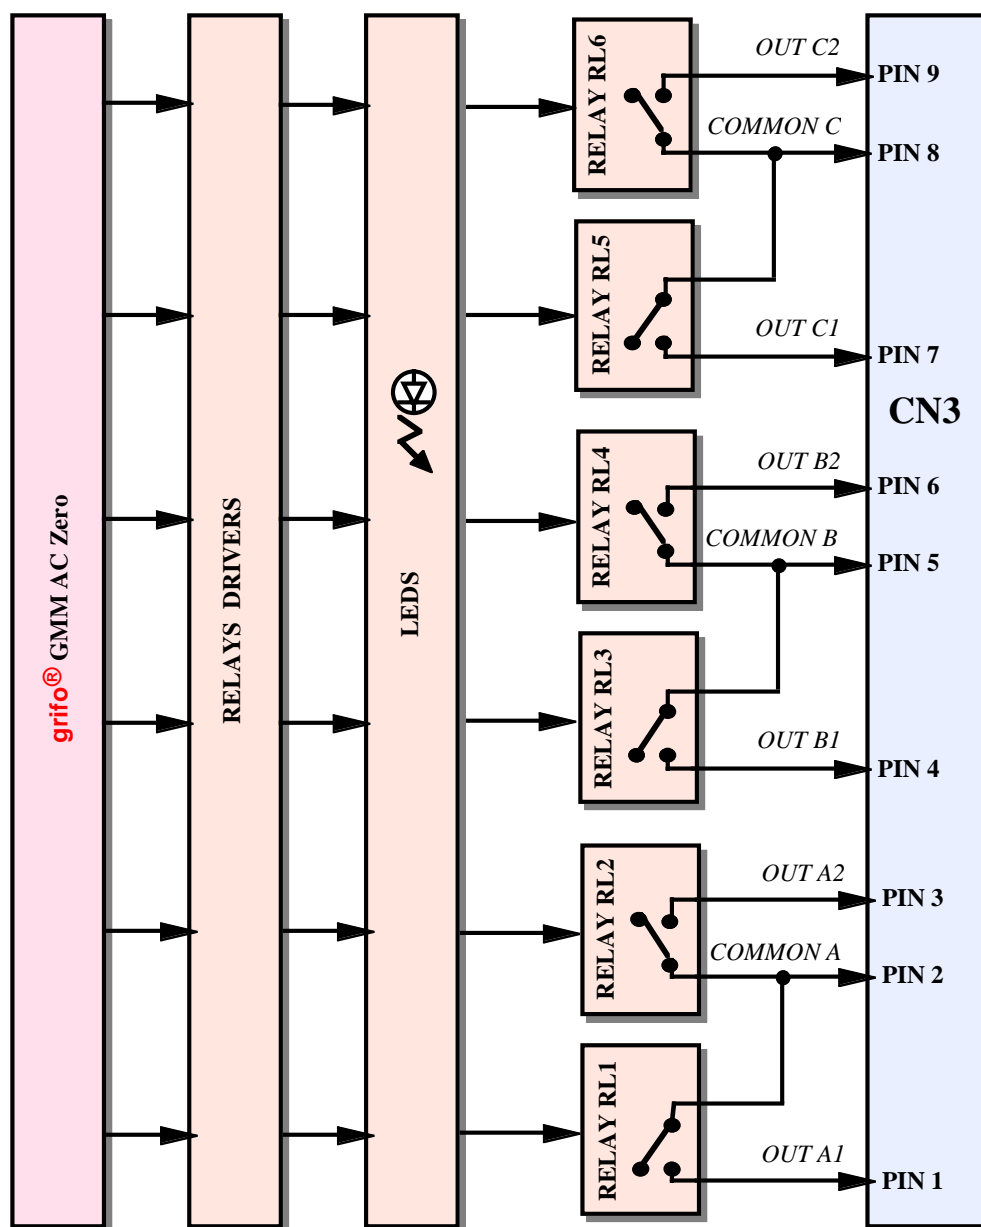 grifo® GMM AC Zero
RELAYS DRIVERS
LEDS
RELAY RL6
OUT C2
PIN 9
COMMON C
PIN 8
RELAY RL5
OUT C1
PIN 7
CN3
RELAY RL4
OUT B2
PIN 6
COMMON B
PIN 5
RELAY RL3
OUT B1
PIN 4
RELAY RL2
OUT A2
PIN 3
COMMON A
PIN 2
RELAY RL1
OUT A1
PIN 1